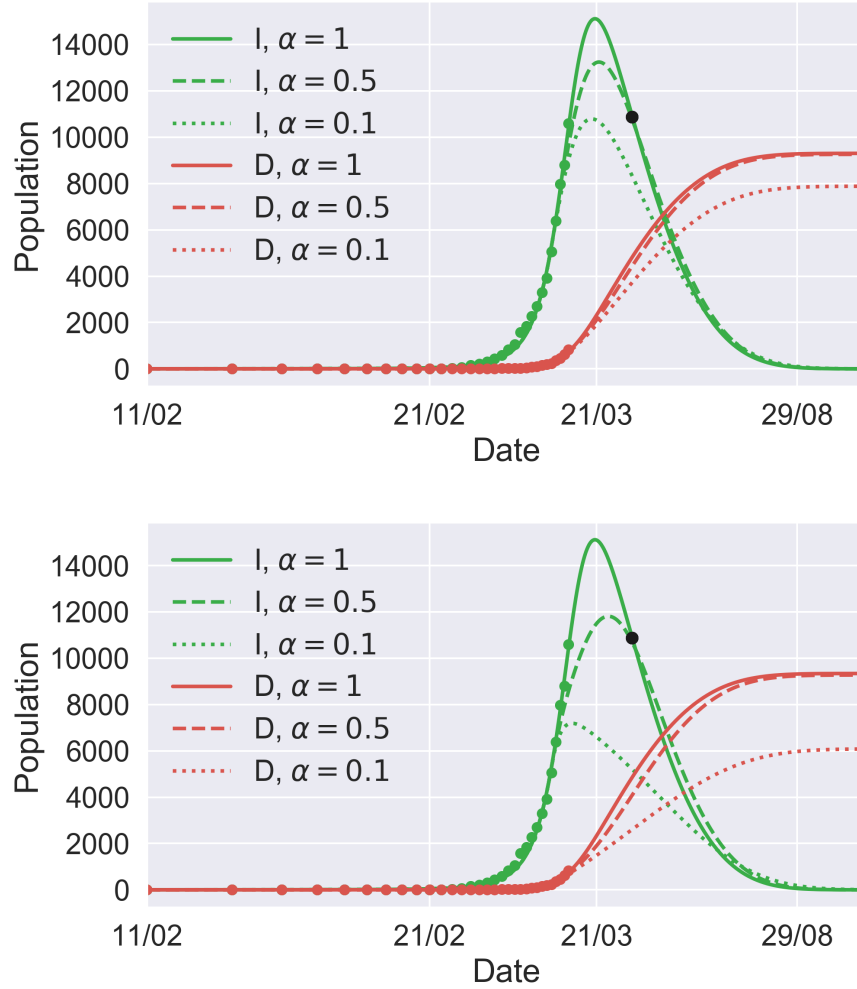 14000
12000
10000
8000
6000
4000
2000
0
Population
I, α = 1
I, α = 0.5
I, α = 0.1
D, α = 1
D, α = 0.5
D, α = 0.1
11/02 21/02 21/03 29/08
Date
14000
12000
10000
8000
6000
4000
2000
0
Population
I, α = 1
I, α = 0.5
I, α = 0.1
D, α = 1
D, α = 0.5
D, α = 0.1
11/02 21/02 21/03 29/08
Date